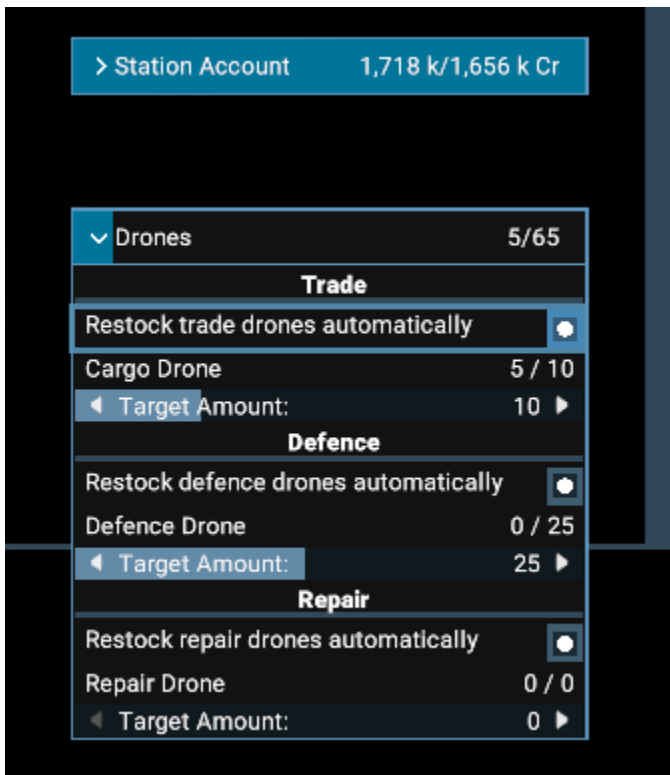 Station Account 1,718 k/1,656 k Cr
Drones 5/65
Trade
Restock trade drones automatically
Cargo Drone 5 / 10
Target Amount: 10
Defence
Restock defence drones automatically
Defence Drone 0 / 25
Target Amount: 25
Repair
Restock repair drones automatically
Repair Drone 0 / 0
Target Amount: 0